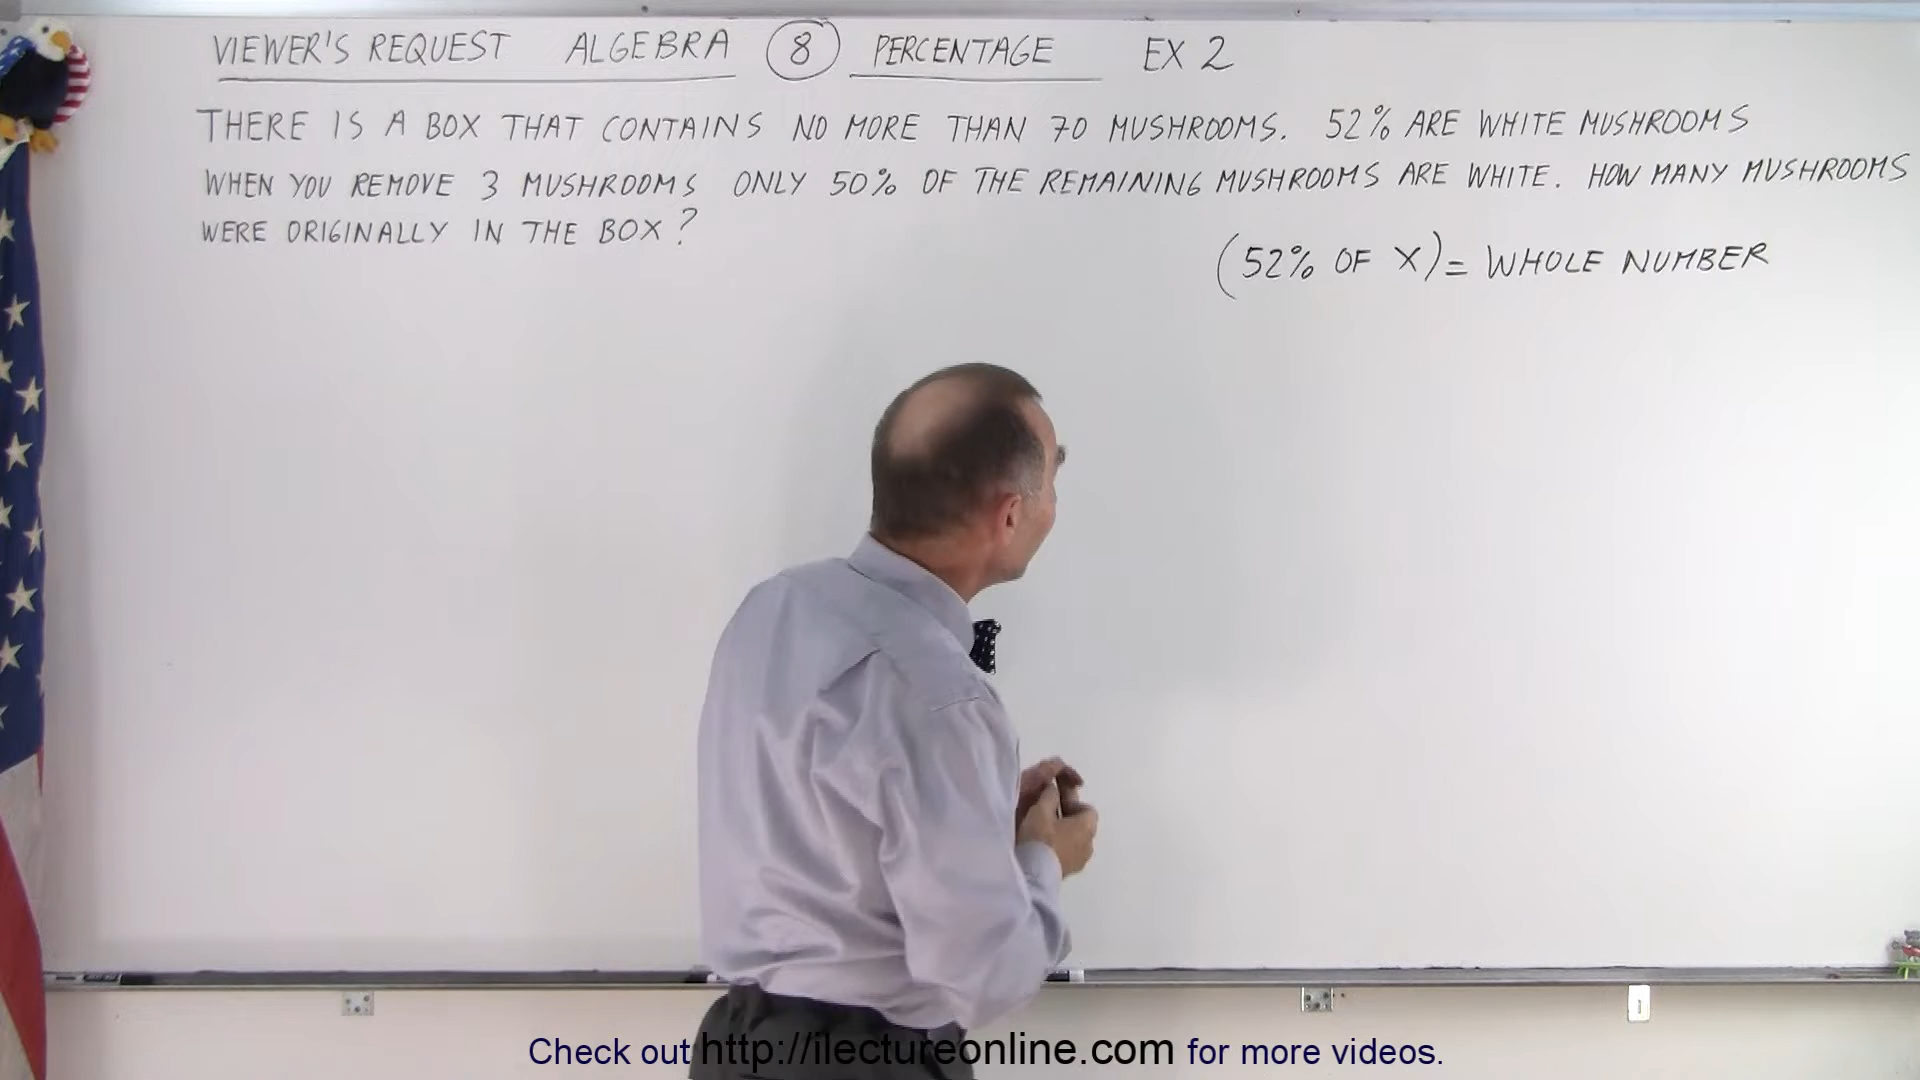 VIEWER'S REQUEST ALGEBRA 8 PERCENTAGE EX 2
THERE IS A BOX THAT CONTAINS NO MORE THAN 70 MUSHROOMS. 52% ARE WHITE MUSHROOMS
WHEN YOU REMOVE 3 MUSHROOMS ONLY 50% OF THE REMAINING MUSHROOMS ARE WHITE. HOW MANY MUSHROOMS
WERE ORIGINALLY IN THE BOX?
(52% OF X) = WHOLE NUMBER
Check out http://ilectureonline.com for more videos.